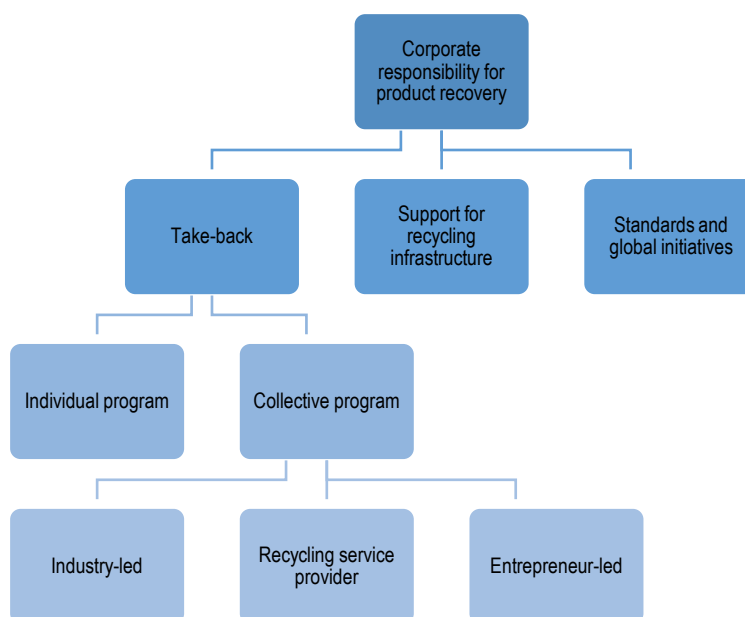 Corporate
responsibility for
product recovery
Take-back
Support for
recycling
infrastructure
Standards and
global initiatives
Individual program
Collective program
Industry-led
Recycling service
provider
Entrepreneur-led